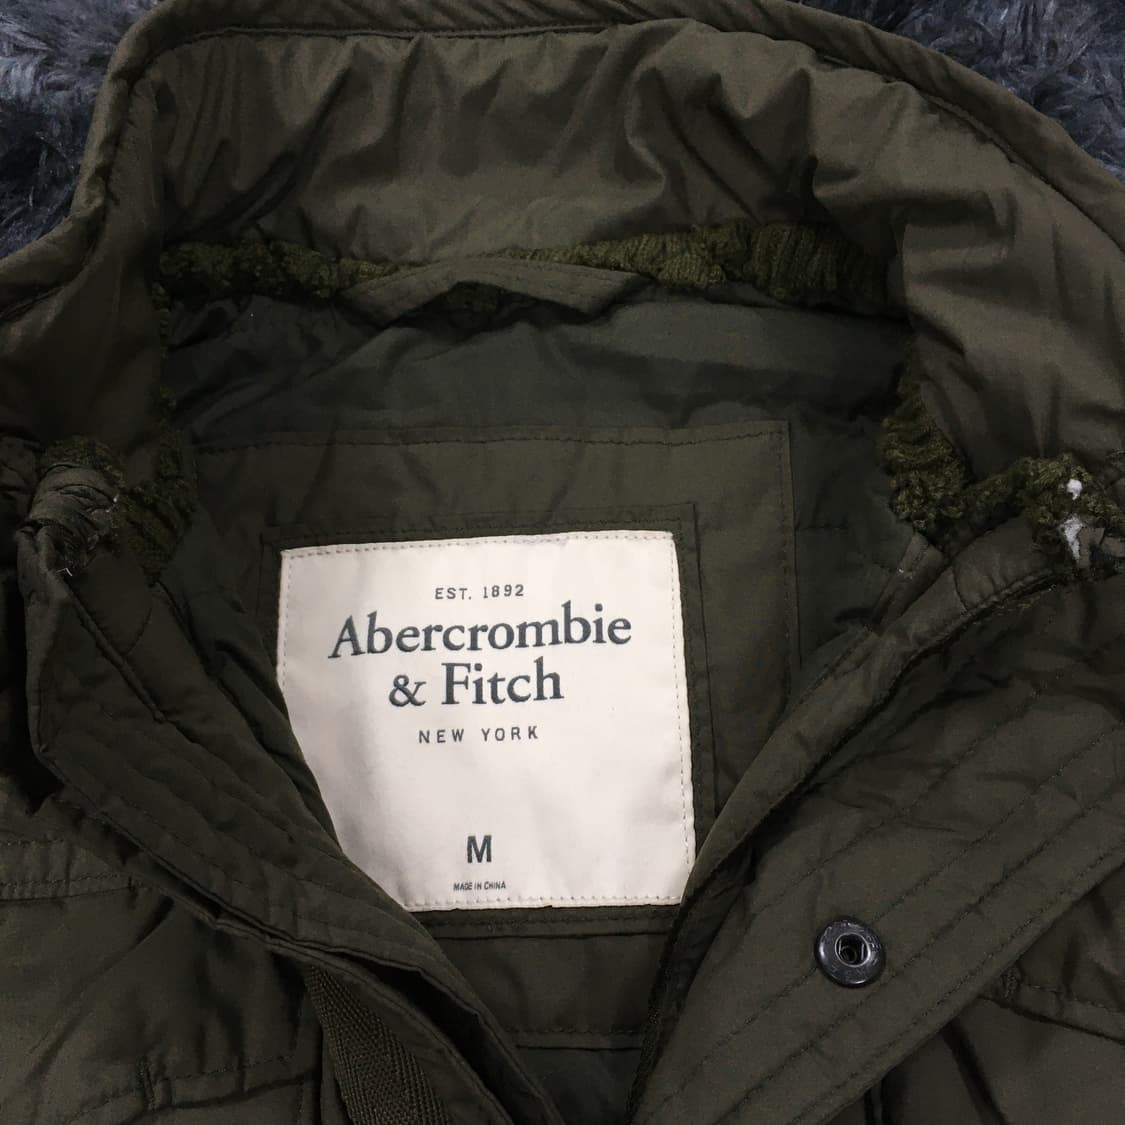 EST. 1892
Abercrombie
& Fitch
NEW YORK
M
MADE IN CHINA